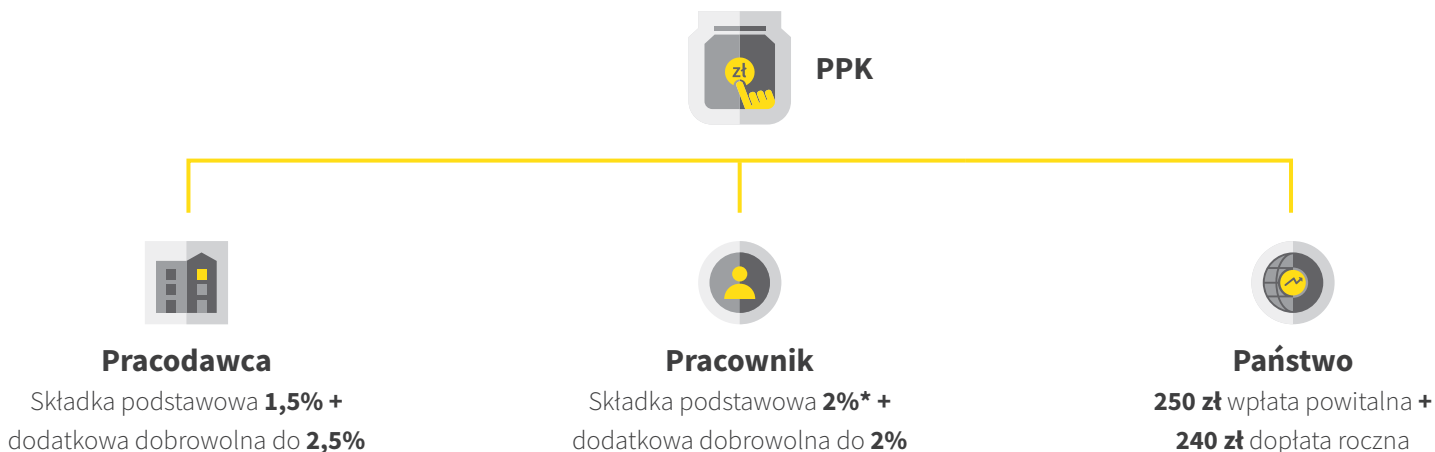 zł
PPK
Pracodawca
Składka podstawowa 1,5% +
dodatkowa dobrowolna do 2,5%
Pracownik
Składka podstawowa 2%* +
dodatkowa dobrowolna do 2%
Państwo
250 zł wpłata powitalna +
240 zł dopłata roczna